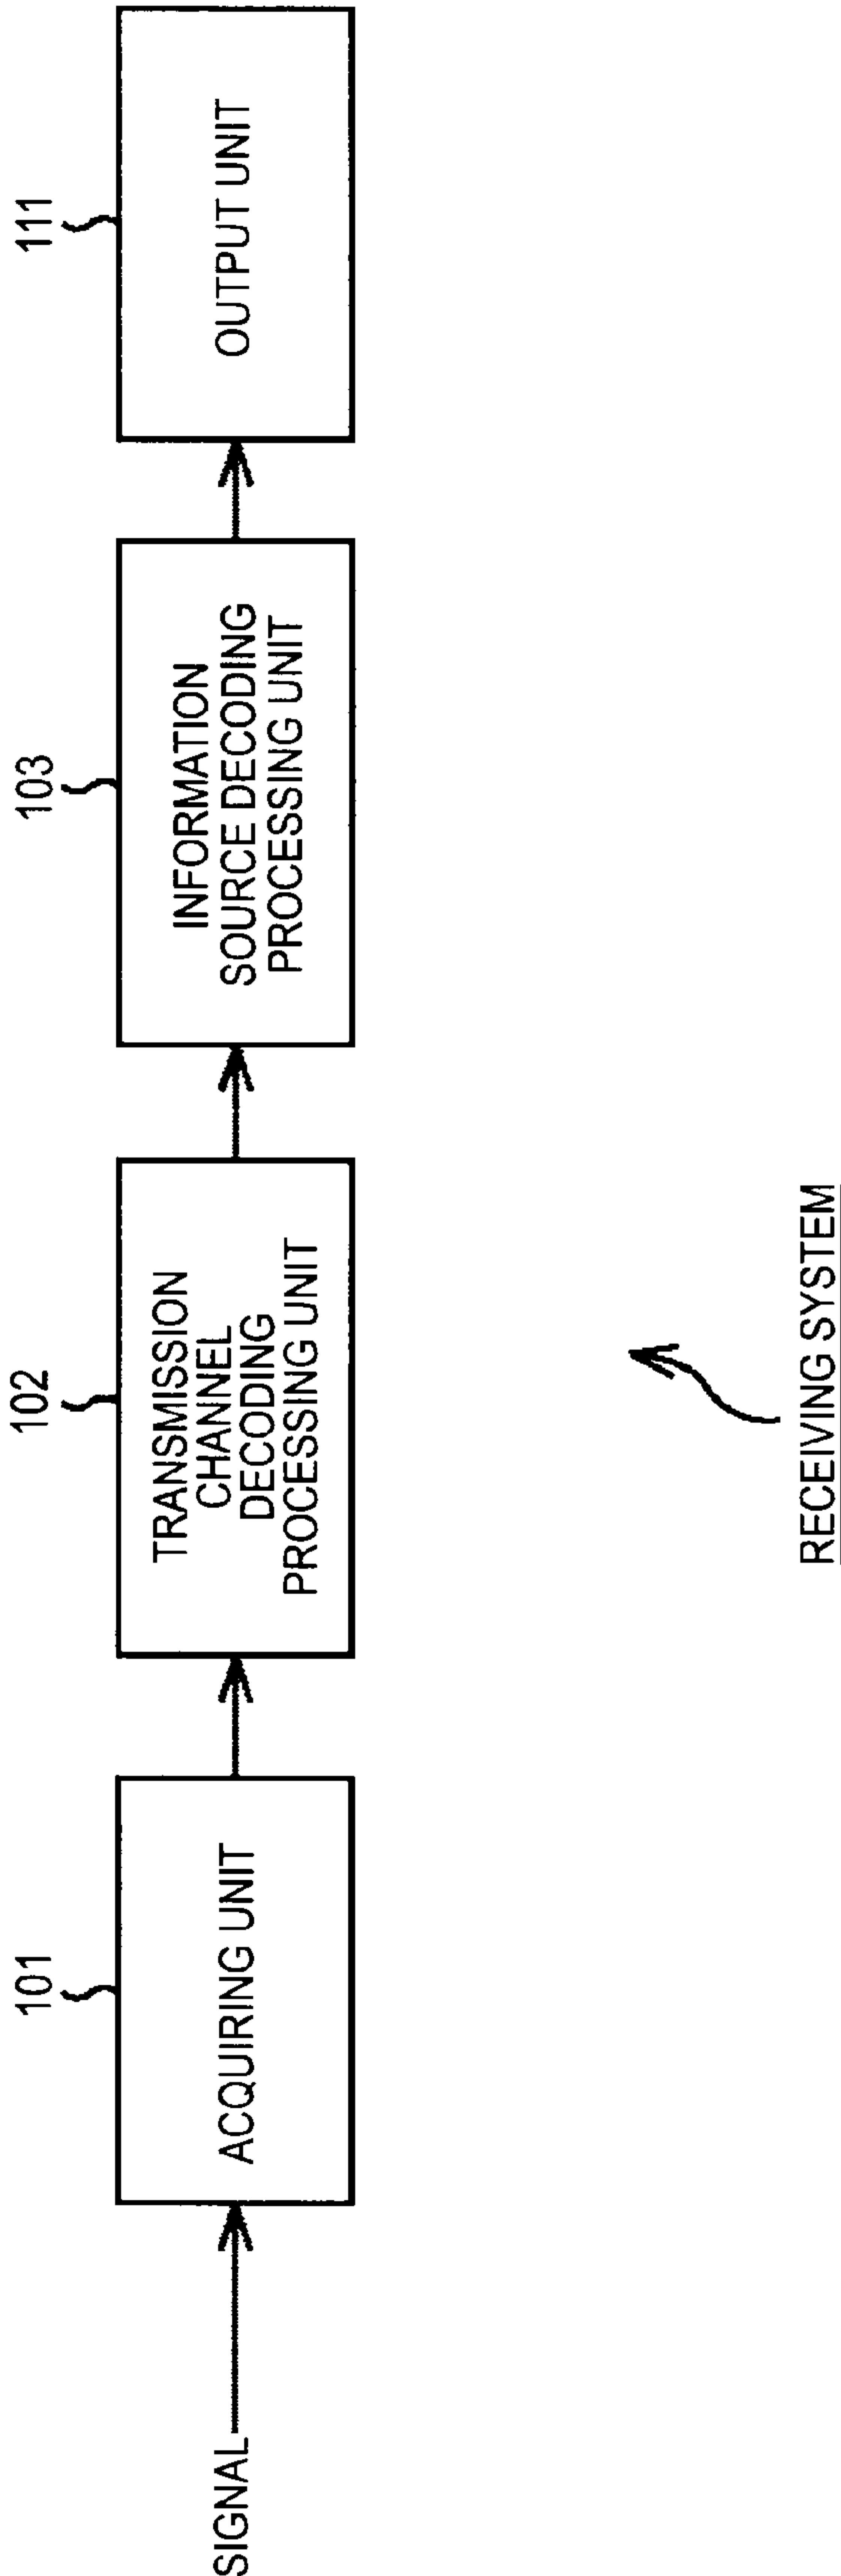 101
102
103
111
SIGNAL
ACQUIRING UNIT
TRANSMISSION
CHANNEL
DECODING
PROCESSING UNIT
INFORMATION
SOURCE DECODING
PROCESSING UNIT
OUTPUT UNIT
RECEIVING SYSTEM